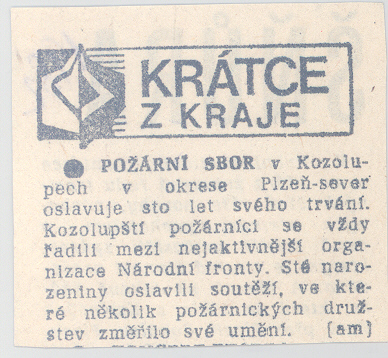 KRÁTCE
Z KRAJE
● POŽÁRNÍ SBOR v Kozolu-
pech v okrese Plzeň-sever
oslavuje sto let svého trvání.
Kozolupští požárníci se vždy
řadili mezi nejaktivnější orga-
nizace Národní fronty. Sté naro-
zeniny oslavili soutěží, ve kte-
ré několik požárnických druž-
stev změřilo své umění. (am)